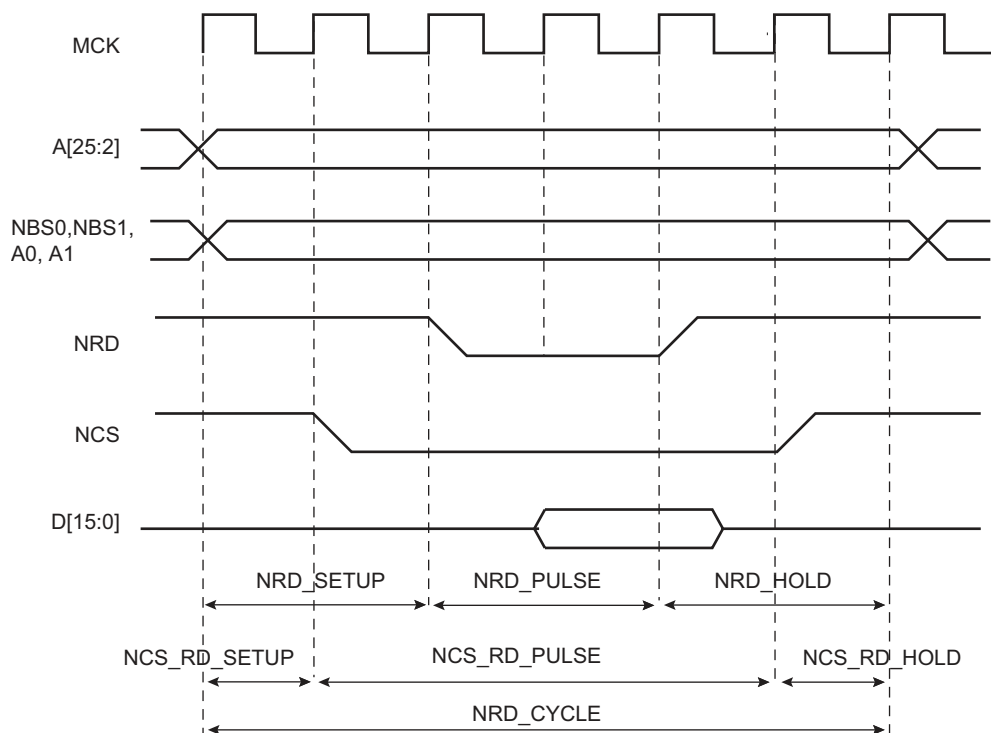 MCK
A[25:2]
NBS0,NBS1,
A0, A1
NRD
NCS
D[15:0]
NRD_SETUP NRD_PULSE NRD_HOLD
NCS_RD_SETUP NCS_RD_PULSE NCS_RD_HOLD
NRD_CYCLE